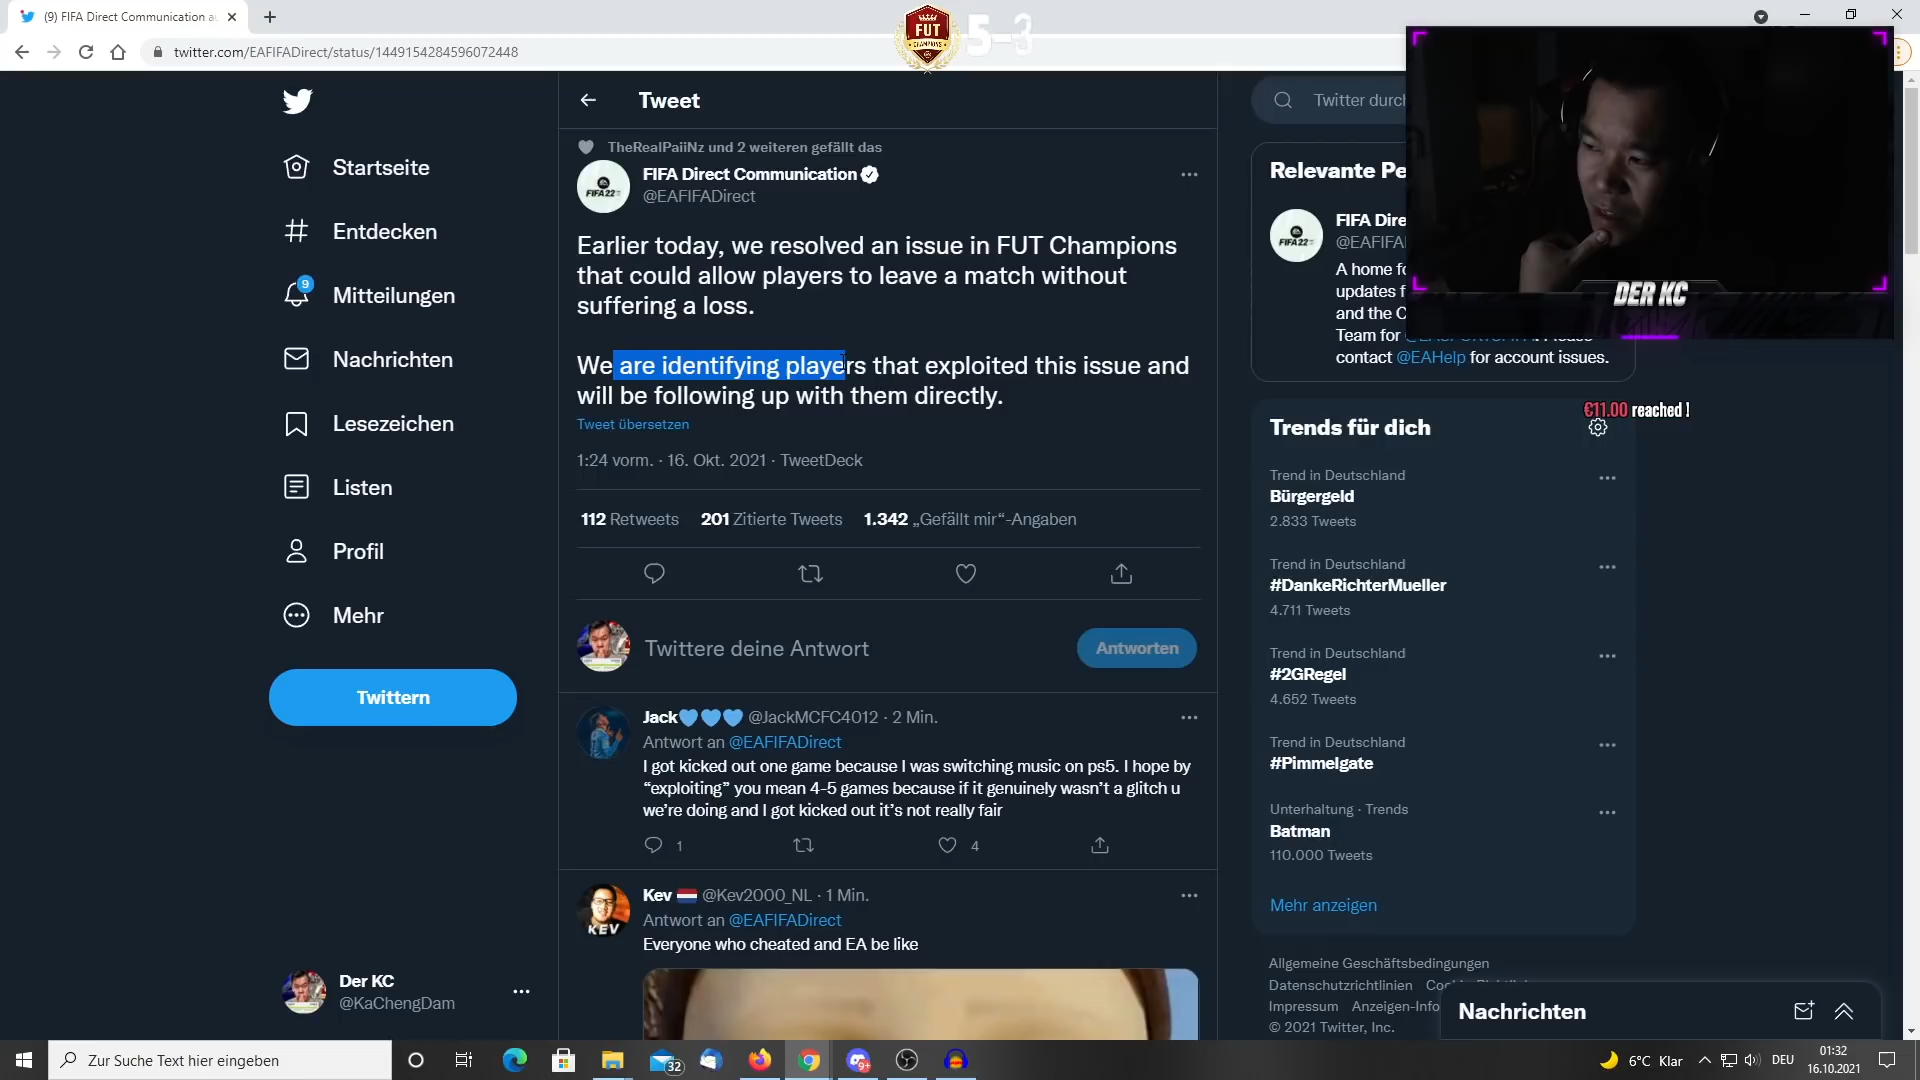 (9) FIFA Direct Communication au
twitter.com/EAFIFADirect/status/1449154284596072448
FUT
CHAMPIONS
5-3
Startseite
Entdecken
9
Mitteilungen
Nachrichten
Lesezeichen
Listen
Profil
Mehr
Twittern
Der KC
@KaChengDam
Tweet
TheRealPaiiNz und 2 weiteren gefällt das
FIFA 22
FIFA Direct Communication
@EAFIFADirect
Earlier today, we resolved an issue in FUT Champions
that could allow players to leave a match without
suffering a loss.
We are identifying players that exploited this issue and
will be following up with them directly.
Tweet übersetzen
1:24 vorm. · 16. Okt. 2021 · TweetDeck
112 Retweets 201 Zitierte Tweets 1.342 „Gefällt mir“-Angaben
Twittere deine Antwort
Antworten
Jack💙💙💙 @JackMCFC4012 · 2 Min.
Antwort an @EAFIFADirect
I got kicked out one game because I was switching music on ps5. I hope by
“exploiting” you mean 4-5 games because if it genuinely wasn’t a glitch u
we’re doing and I got kicked out it’s not really fair
1 4
KEV
Kev 🇳🇱 @Kev2000_NL · 1 Min.
Antwort an @EAFIFADirect
Everyone who cheated and EA be like
Twitter durch
Relevante Pe
FIFA 22
FIFA Dire
@EAFIFA
A home fo
updates f
and the C
Team for
contact @EAHelp for account issues.
DER KC
€11.00 reached !
Trends für dich
Trend in Deutschland
Bürgergeld
2.833 Tweets
Trend in Deutschland
#DankeRichterMueller
4.711 Tweets
Trend in Deutschland
#2GRegel
4.652 Tweets
Trend in Deutschland
#Pimmelgate
Unterhaltung · Trends
Batman
110.000 Tweets
Mehr anzeigen
Allgemeine Geschäftsbedingungen
Datenschutzrichtlinien
Impressum Anzeigen-Info
© 2021 Twitter, Inc.
Nachrichten
Zur Suche Text hier eingeben
32
9+
6°C Klar
DEU
01:32
16.10.2021